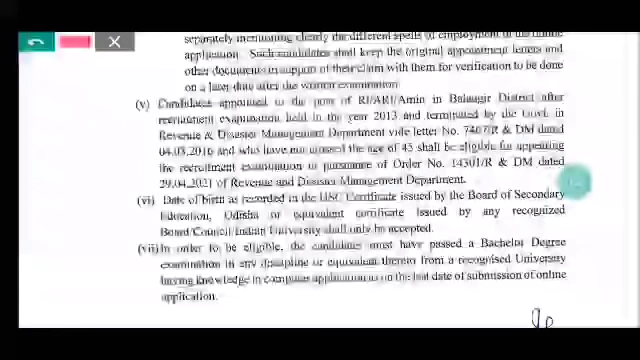 separately mentioning clearly the different spells of employment in the online
application. Such candidates shall keep the original appointment letters and
other documents in support of their claim with them for verification to be done
on a later date after the written examination.
(v) Candidates appointed to the post of RI/ARI/Amin in Balangir District after
recruitment examination held in the year 2013 and terminated by the Govt. in
Revenue & Disaster Management Department vide letter No. 7407/R & DM dated
04.03.2016 and who have not crossed the age of 45 shall be eligible for appearing
the recruitment examination in pursuance of Order No. 14301/R & DM dated
29.04.2021 of Revenue and Disaster Management Department.
(vi) Date of birth as recorded in the HSC Certificate issued by the Board of Secondary
Education, Odisha or equivalent certificate issued by any recognized
Board/Council/Indian University shall only be accepted.
(vii) In order to be eligible, the candidates must have passed a Bachelor Degree
examination in any discipline or equivalent thereto from a recognised University
having knowledge in computer application as on the last date of submission of online
application.